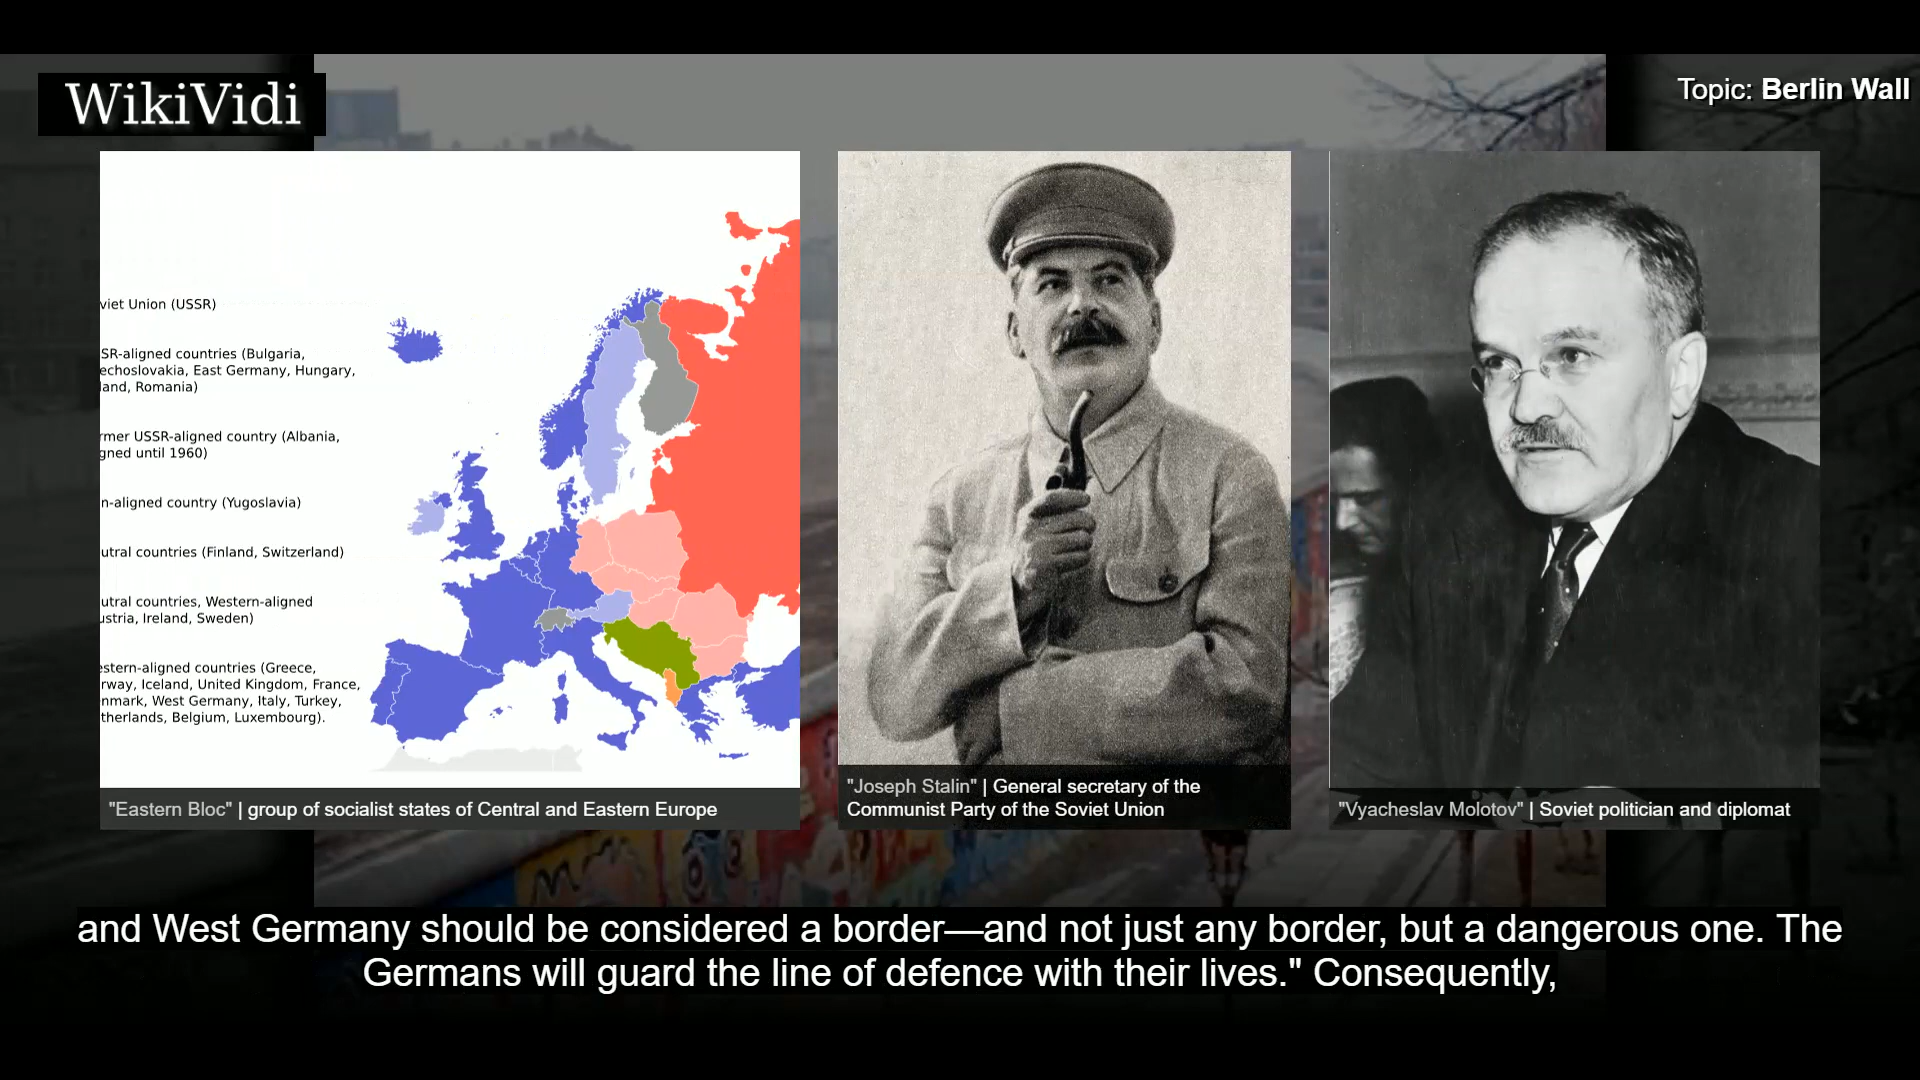 WikiVidi
Topic: Berlin Wall
viet Union (USSR)
SR-aligned countries (Bulgaria,
echoslovakia, East Germany, Hungary,
land, Romania)
rmer USSR-aligned country (Albania,
gned until 1960)
n-aligned country (Yugoslavia)
utral countries (Finland, Switzerland)
utral countries, Western-aligned
ustria, Ireland, Sweden)
estern-aligned countries (Greece,
rway, Iceland, United Kingdom, France,
nmark, West Germany, Italy, Turkey,
therlands, Belgium, Luxembourg).
"Eastern Bloc" | group of socialist states of Central and Eastern Europe
"Joseph Stalin" | General secretary of the
Communist Party of the Soviet Union
"Vyacheslav Molotov" | Soviet politician and diplomat
and West Germany should be considered a border—and not just any border, but a dangerous one. The
Germans will guard the line of defence with their lives." Consequently,